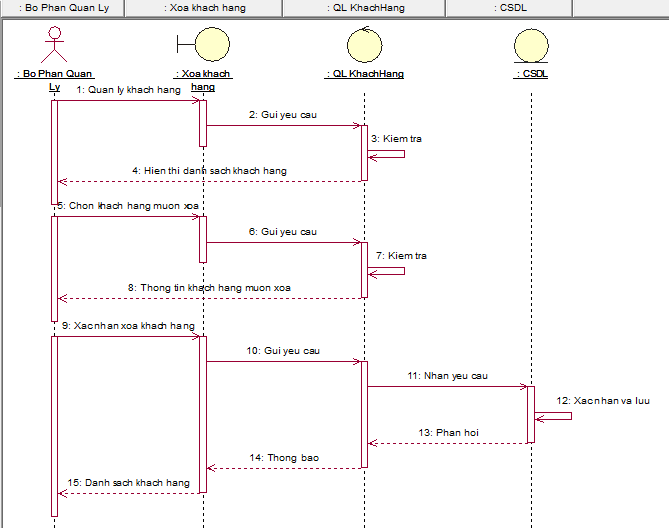 : Bo Phan Quan Ly
: Xoa khach hang
: QL KhachHang
: CSDL
: Bo Phan Quan
Ly
: Xoa khach
hang
: QL KhachHang
: CSDL
1: Quan ly khach hang
2: Gui yeu cau
3: Kiem tra
4: Hien thi danh sach khach hang
5: Chon khach hang muon xoa
6: Gui yeu cau
7: Kiem tra
8: Thong tin khach hang muon xoa
9: Xac nhan xoa khach hang
10: Gui yeu cau
11: Nhan yeu cau
12: Xac nhan va luu
13: Phan hoi
14: Thong bao
15: Danh sach khach hang